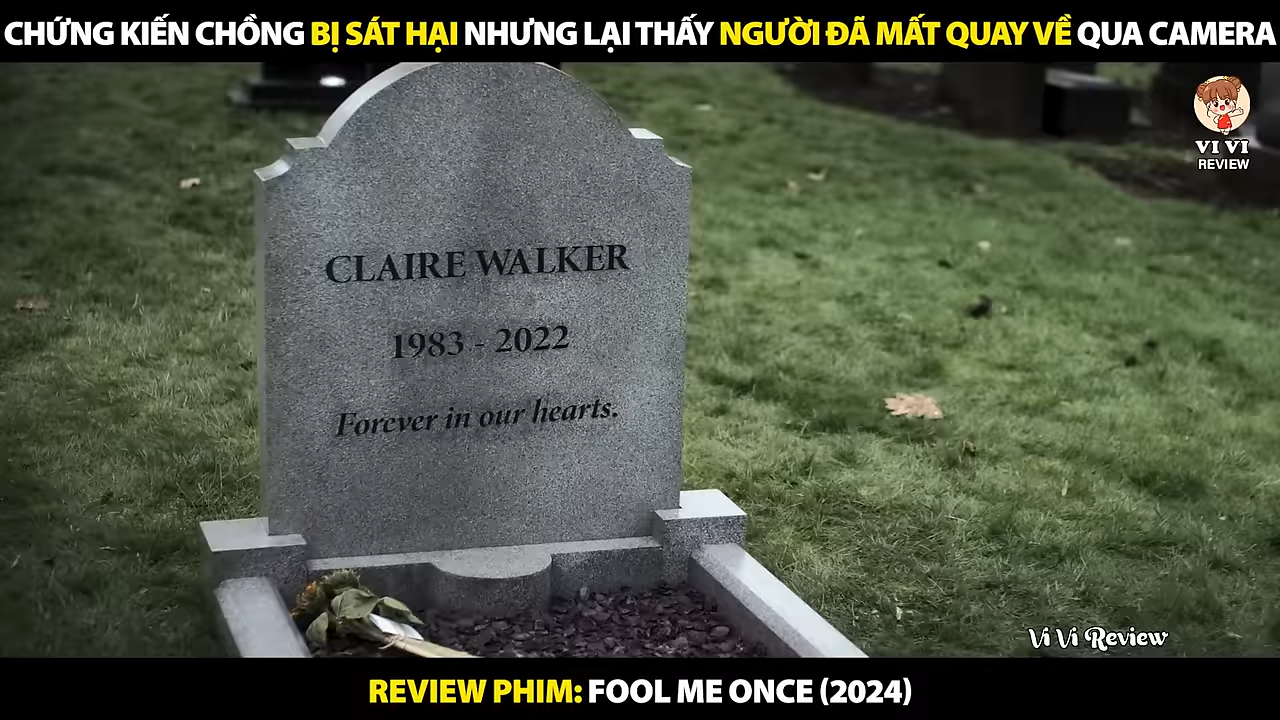 CHỨNG KIẾN CHỒNG BỊ SÁT HẠI NHƯNG LẠI THẤY NGƯỜI ĐÃ MẤT QUAY VỀ QUA CAMERA
VI VI
REVIEW
CLAIRE WALKER
1983 - 2022
Forever in our hearts.
Vi Vi Review
REVIEW PHIM: FOOL ME ONCE (2024)